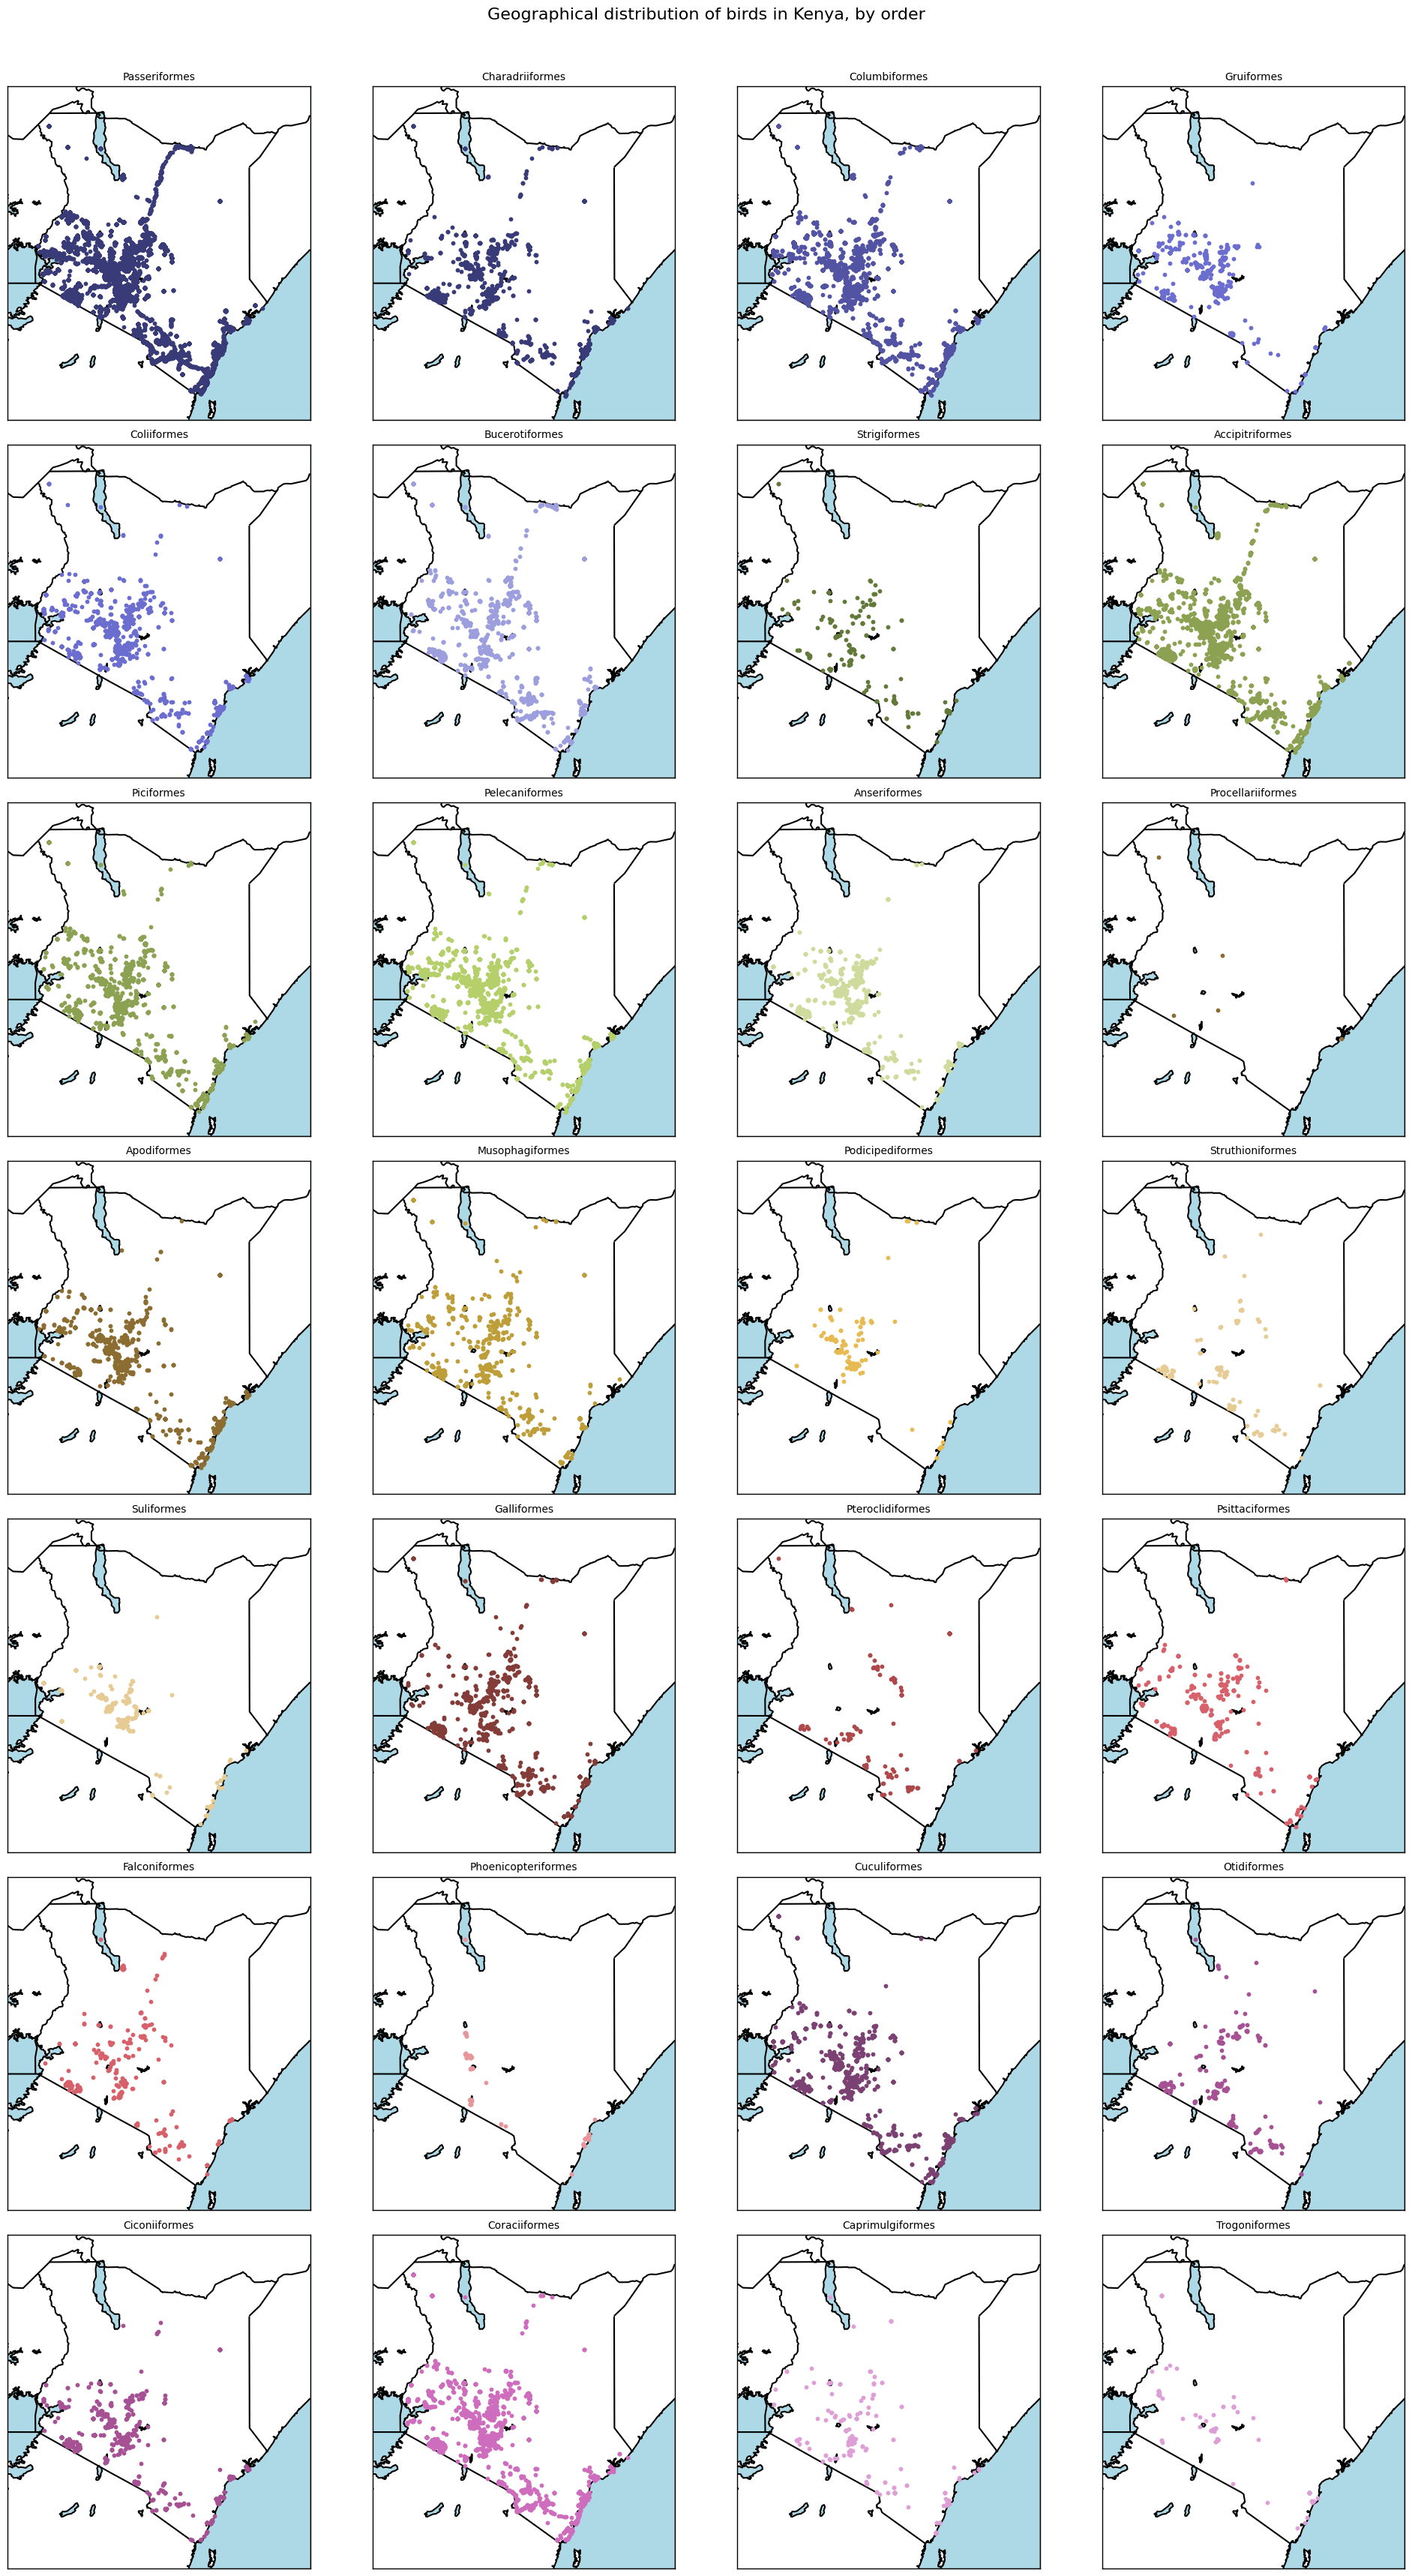 Geographical distribution of birds in Kenya, by order
Passeriformes
Charadriiformes
Columbiformes
Gruiformes
Coliiformes
Bucerotiformes
Strigiformes
Accipitriformes
Piciformes
Pelecaniformes
Anseriformes
Procellariiformes
Apodiformes
Musophagiformes
Podicipediformes
Struthioniformes
Suliformes
Galliformes
Pteroclidiformes
Psittaciformes
Falconiformes
Phoenicopteriformes
Cuculiformes
Otidiformes
Ciconiiformes
Coraciiformes
Caprimulgiformes
Trogoniformes